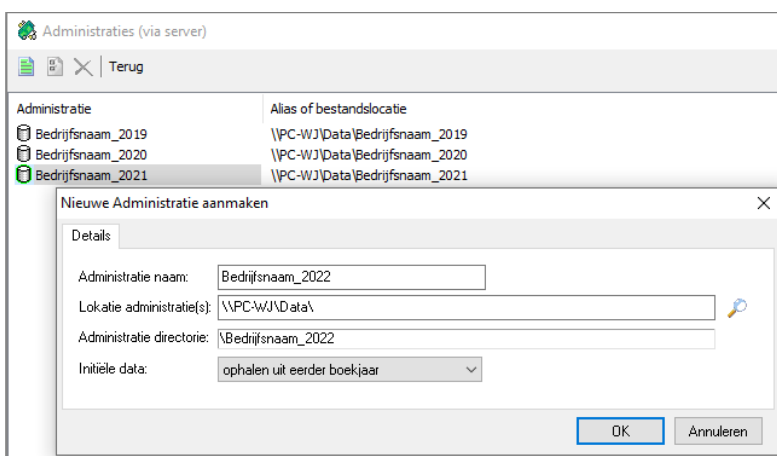 Administraties (via server)
Terug
Administratie Alias of bestandslocatie
Bedrijfsnaam_2019 \\PC-WJ\Data\Bedrijfsnaam_2019
Bedrijfsnaam_2020 \\PC-WJ\Data\Bedrijfsnaam_2020
Bedrijfsnaam_2021 \\PC-WJ\Data\Bedrijfsnaam_2021
Nieuwe Administratie aanmaken
Details
Administratie naam: Bedrijfsnaam_2022
Lokatie administratie(s): \\PC-WJ\Data\
Administratie directorie: \Bedrijfsnaam_2022
Initiële data: ophalen uit eerder boekjaar
OK Annuleren